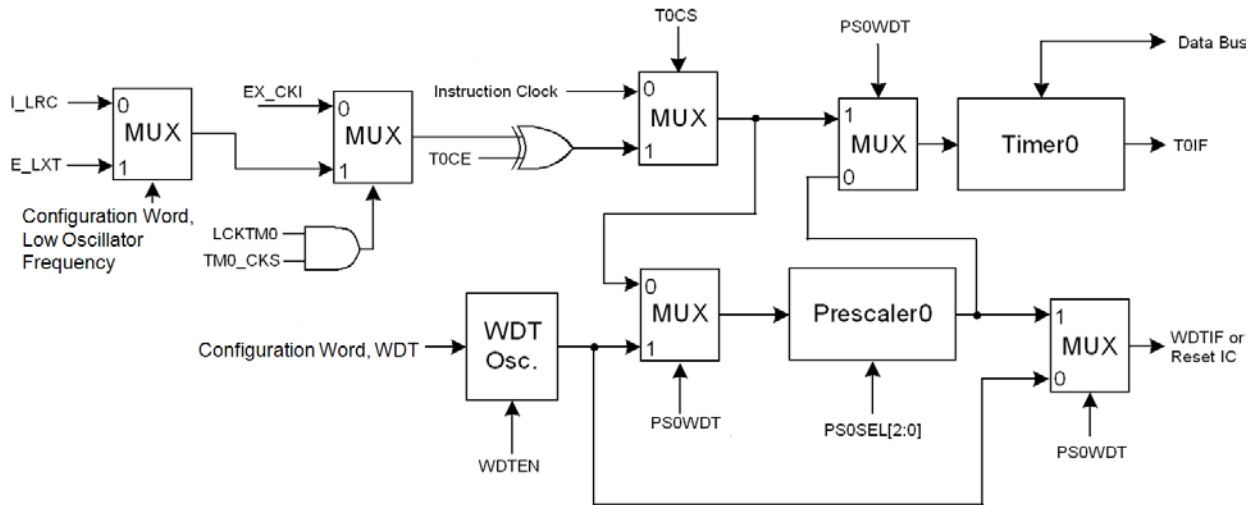 T0CS
PS0WDT
Data Bus
I_LRC
0
MUX
E_LXT
1
Configuration Word,
Low Oscillator
Frequency
EX_CKI
0
MUX
1
LCKTM0
TM0_CKS
T0CE
Instruction Clock
0
MUX
1
1
MUX
0
Timer0
T0IF
Configuration Word, WDT
WDT
Osc.
WDTEN
0
MUX
1
PS0WDT
Prescaler0
PS0SEL[2:0]
1
MUX
0
PS0WDT
WDTIF or
Reset IC